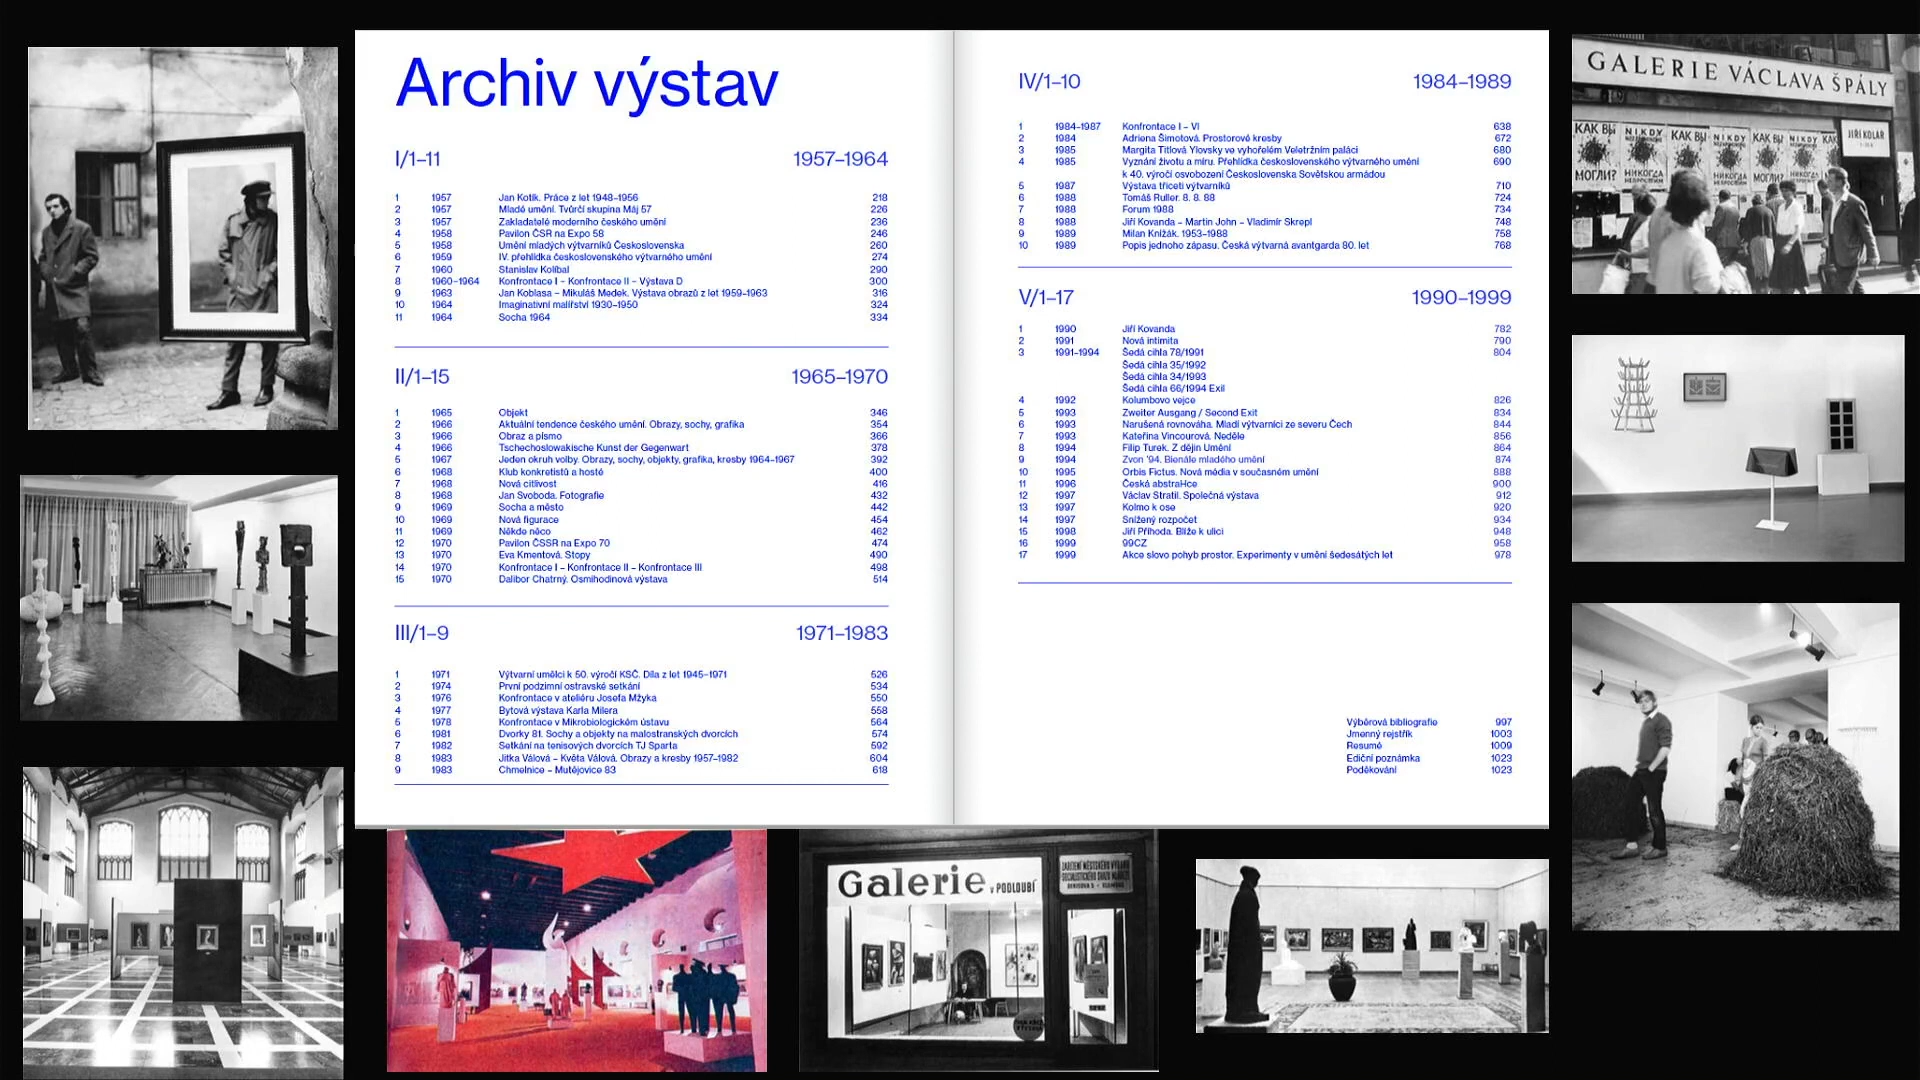 Archiv výstav
I/1–11 1957–1964
1 1957 Jan Kotík. Práce z let 1948–1956 218
2 1957 Mladé umění. Tvůrčí skupina Máj 57 226
3 1957 Zakladatelé moderního českého umění 236
4 1958 Pavilon ČSR na Expo 58 246
5 1958 Umění mladých výtvarníků Československa 260
6 1959 IV. přehlídka československého výtvarného umění 274
7 1960 Stanislav Kolíbal 290
8 1960–1964 Konfrontace I – Konfrontace II – Výstava D 300
9 1963 Jan Koblasa – Mikuláš Medek. Výstava obrazů z let 1959–1963 316
10 1964 Imaginativní malířství 1930–1950 324
11 1964 Socha 1964 334
II/1–15 1965–1970
1 1965 Objekt 346
2 1966 Aktuální tendence českého umění. Obrazy, sochy, grafika 354
3 1966 Obraz a písmo 366
4 1966 Tschechoslowakische Kunst der Gegenwart 378
5 1967 Jeden okruh volby. Obrazy, sochy, objekty, grafika, kresby 1964–1967 392
6 1968 Klub konkretistů a hosté 400
7 1968 Nová citlivost 416
8 1968 Jan Svoboda. Fotografie 432
9 1969 Socha a město 442
10 1969 Nová figurace 454
11 1969 Někde něco 462
12 1970 Pavilon ČSSR na Expo 70 474
13 1970 Eva Kmentová. Stopy 490
14 1970 Konfrontace I – Konfrontace II – Konfrontace III 498
15 1970 Dalibor Chatrný. Osmihodinová výstava 514
III/1–9 1971–1983
1 1971 Výtvarní umělci k 50. výročí KSČ. Díla z let 1945–1971 526
2 1974 První podzimní ostravské setkání 534
3 1976 Konfrontace v ateliéru Josefa Mžyka 550
4 1977 Bytová výstava Karla Milera 558
5 1978 Konfrontace v Mikrobiologickém ústavu 564
6 1981 Dvorky 81. Sochy a objekty na malostranských dvorcích 574
7 1982 Setkání na tenisových dvorcích TJ Sparta 592
8 1983 Jitka Válová – Květa Válová. Obrazy a kresby 1957–1982 604
9 1983 Chmelnice – Mutějovice 83 618
IV/1–10 1984–1989
1 1984–1987 Konfrontace I – VI 638
2 1984 Adriena Šimotová. Prostorové kresby 672
3 1985 Margita Titlová Ylovsky ve vyhořelém Veletržním paláci 680
4 1985 Vyznání životu a míru. Přehlídka československého výtvarného umění 690
k 40. výročí osvobození Československa Sovětskou armádou
5 1987 Výstava třiceti výtvarníků 710
6 1988 Tomáš Ruller. 8. 8. 88 724
7 1988 Forum 1988 734
8 1988 Jiří Kovanda – Martin John – Vladimír Skrepl 748
9 1989 Milan Knížák. 1953–1988 758
10 1989 Popis jednoho zápasu. Česká výtvarná avantgarda 80. let 768
V/1–17 1990–1999
1 1990 Jiří Kovanda 782
2 1991 Nová intimita 790
3 1991–1994 Šedá cihla 78/1991 804
Šedá cihla 35/1992
Šedá cihla 34/1993
Šedá cihla 66/1994 Exil
4 1992 Kolumbovo vejce 826
5 1993 Zweiter Ausgang / Second Exit 834
6 1993 Narušená rovnováha. Mladí výtvarníci ze severu Čech 844
7 1993 Kateřina Vincourová. Neděle 856
8 1994 Filip Turek. Z dějin Umění 864
9 1994 Zvon '94. Bienále mladého umění 874
10 1995 Orbis Fictus. Nová média v současném umění 888
11 1996 Česká abstraHce 900
12 1997 Václav Stratil. Společná výstava 912
13 1997 Kolmo k ose 920
14 1997 Snížený rozpočet 934
15 1998 Jiří Příhoda. Blíže k ulici 948
16 1999 99CZ 958
17 1999 Akce slovo pohyb prostor. Experimenty v umění šedesátých let 978
Výběrová bibliografie 997
Jmenný rejstřík 1003
Resumé 1009
Ediční poznámka 1023
Poděkování 1023
GALERIE VÁCLAVA ŠPÁLY
КАК ВЫ NIKDY КАК ВЫ NIKDY КАК ВЫ NIKDY
МОГЛИ? НИКОГДА МОГЛИ? НИКОГДА МОГЛИ? НИКОГДА
JIŘÍ KOLÁŘ
Galerie V PODLOUBÍ